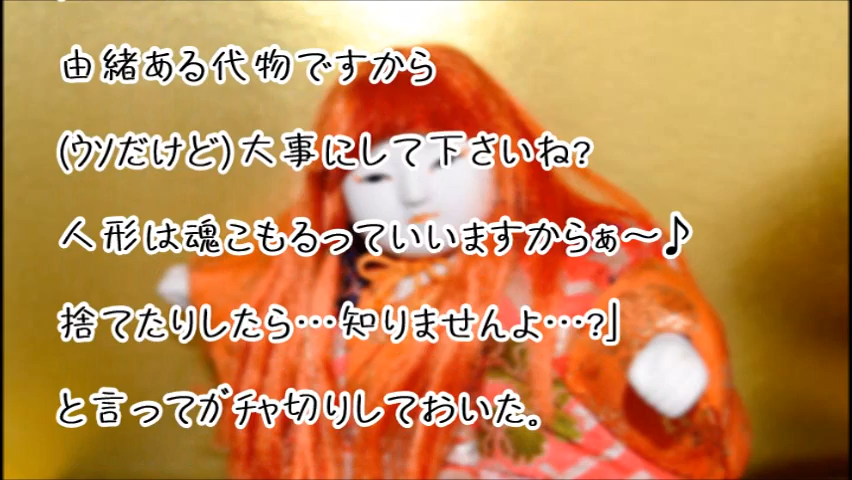 由緒ある代物ですから
(ウソだけど)大事にして下さいね?
人形は魂こもるっていいますからぁ～♪
捨てたりしたら…知りませんよ…?」
と言ってガチャ切りしておいた。